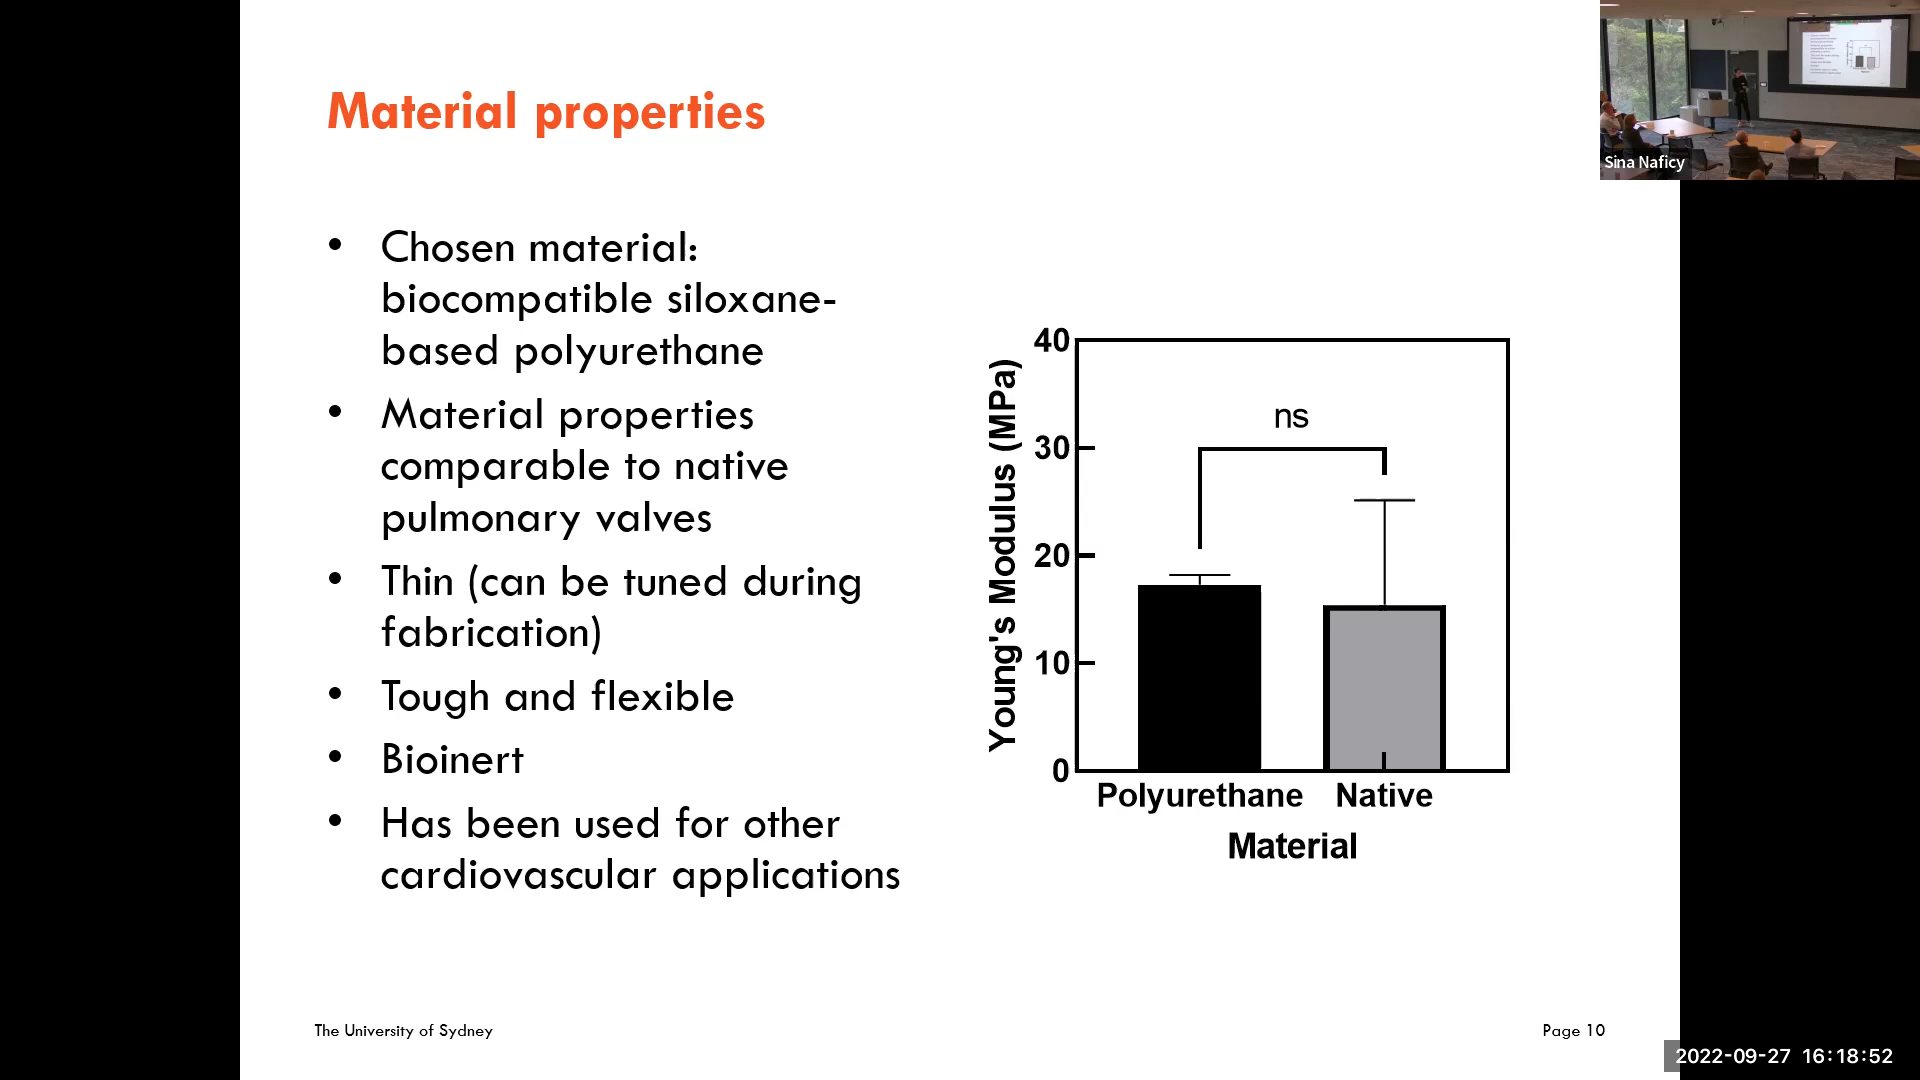 Material properties
• Chosen material:
biocompatible siloxane-
based polyurethane
• Material properties
comparable to native
pulmonary valves
• Thin (can be tuned during
fabrication)
• Tough and flexible
• Bioinert
• Has been used for other
cardiovascular applications
Young's Modulus (MPa)
40
30
20
10
0
ns
Polyurethane Native
Material
The University of Sydney
Page 10
Sina Naficy
2022-09-27 16:18:52